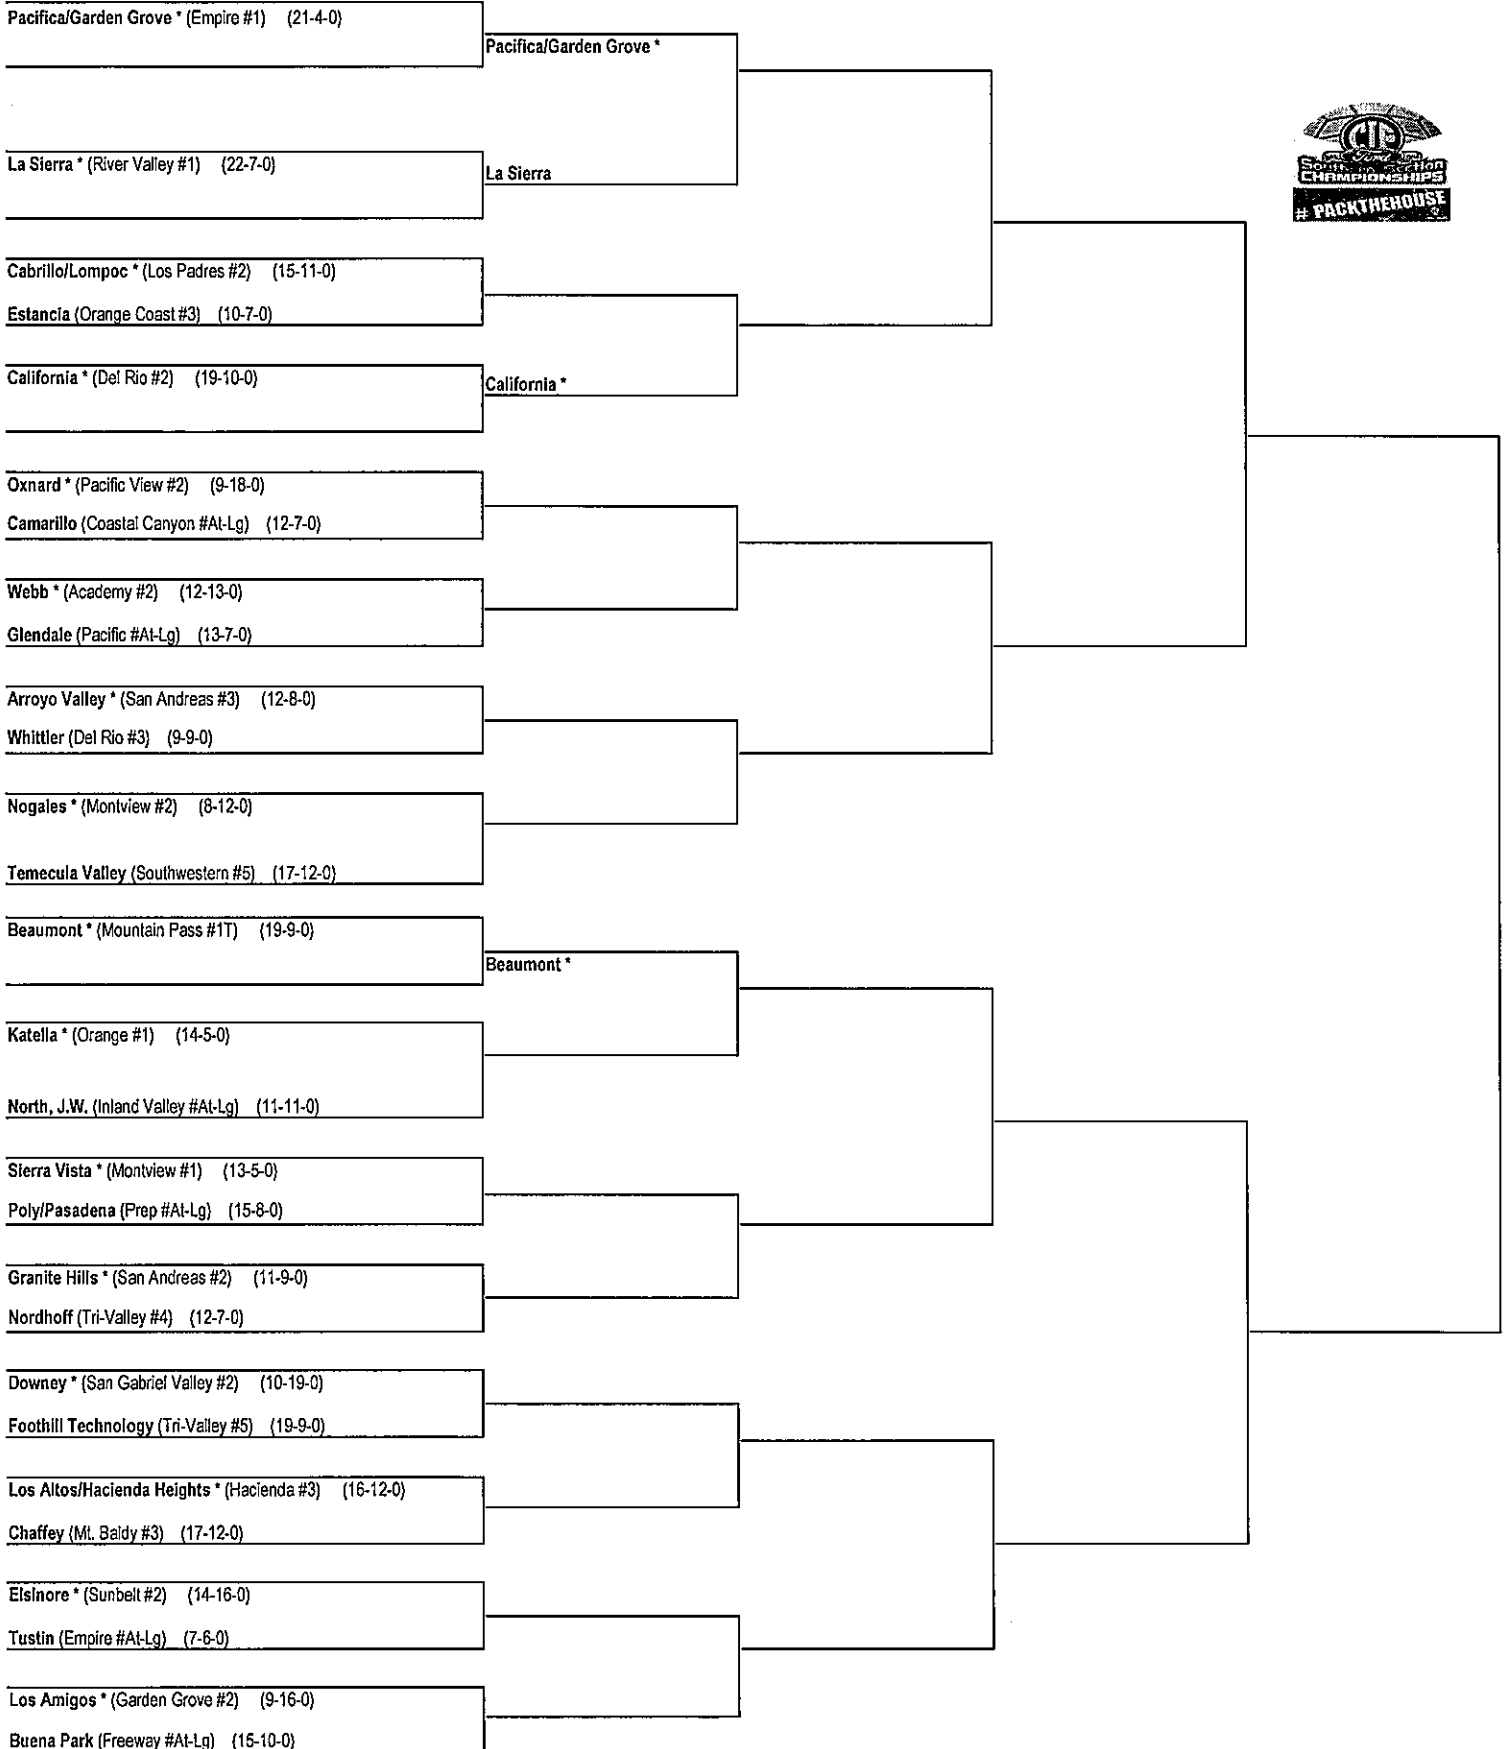 Pacifica/Garden Grove * (Empire #1) (21-4-0)
Pacifica/Garden Grove *
La Sierra * (River Valley #1) (22-7-0)
La Sierra
Cabrillo/Lompoc * (Los Padres #2) (15-11-0)
Estancia (Orange Coast #3) (10-7-0)
California * (Del Rio #2) (19-10-0)
California *
Oxnard * (Pacific View #2) (9-18-0)
Camarillo (Coastal Canyon #At-Lg) (12-7-0)
Webb * (Academy #2) (12-13-0)
Glendale (Pacific #At-Lg) (13-7-0)
Arroyo Valley * (San Andreas #3) (12-8-0)
Whittier (Del Rio #3) (9-9-0)
Nogales * (Montview #2) (8-12-0)
Temecula Valley (Southwestern #5) (17-12-0)
Beaumont * (Mountain Pass #1T) (19-9-0)
Beaumont *
Katella * (Orange #1) (14-5-0)
North, J.W. (Inland Valley #At-Lg) (11-11-0)
Sierra Vista * (Montview #1) (13-5-0)
Poly/Pasadena (Prep #At-Lg) (15-8-0)
Granite Hills * (San Andreas #2) (11-9-0)
Nordhoff (Tri-Valley #4) (12-7-0)
Downey * (San Gabriel Valley #2) (10-19-0)
Foothill Technology (Tri-Valley #5) (19-9-0)
Los Altos/Hacienda Heights * (Hacienda #3) (16-12-0)
Chaffey (Mt. Baldy #3) (17-12-0)
Elsinore * (Sunbelt #2) (14-16-0)
Tustin (Empire #At-Lg) (7-6-0)
Los Amigos * (Garden Grove #2) (9-16-0)
Buena Park (Freeway #At-Lg) (15-10-0)
CIF
Ford
CHAMPIONSHIPS
# PACKTHEHOUSE